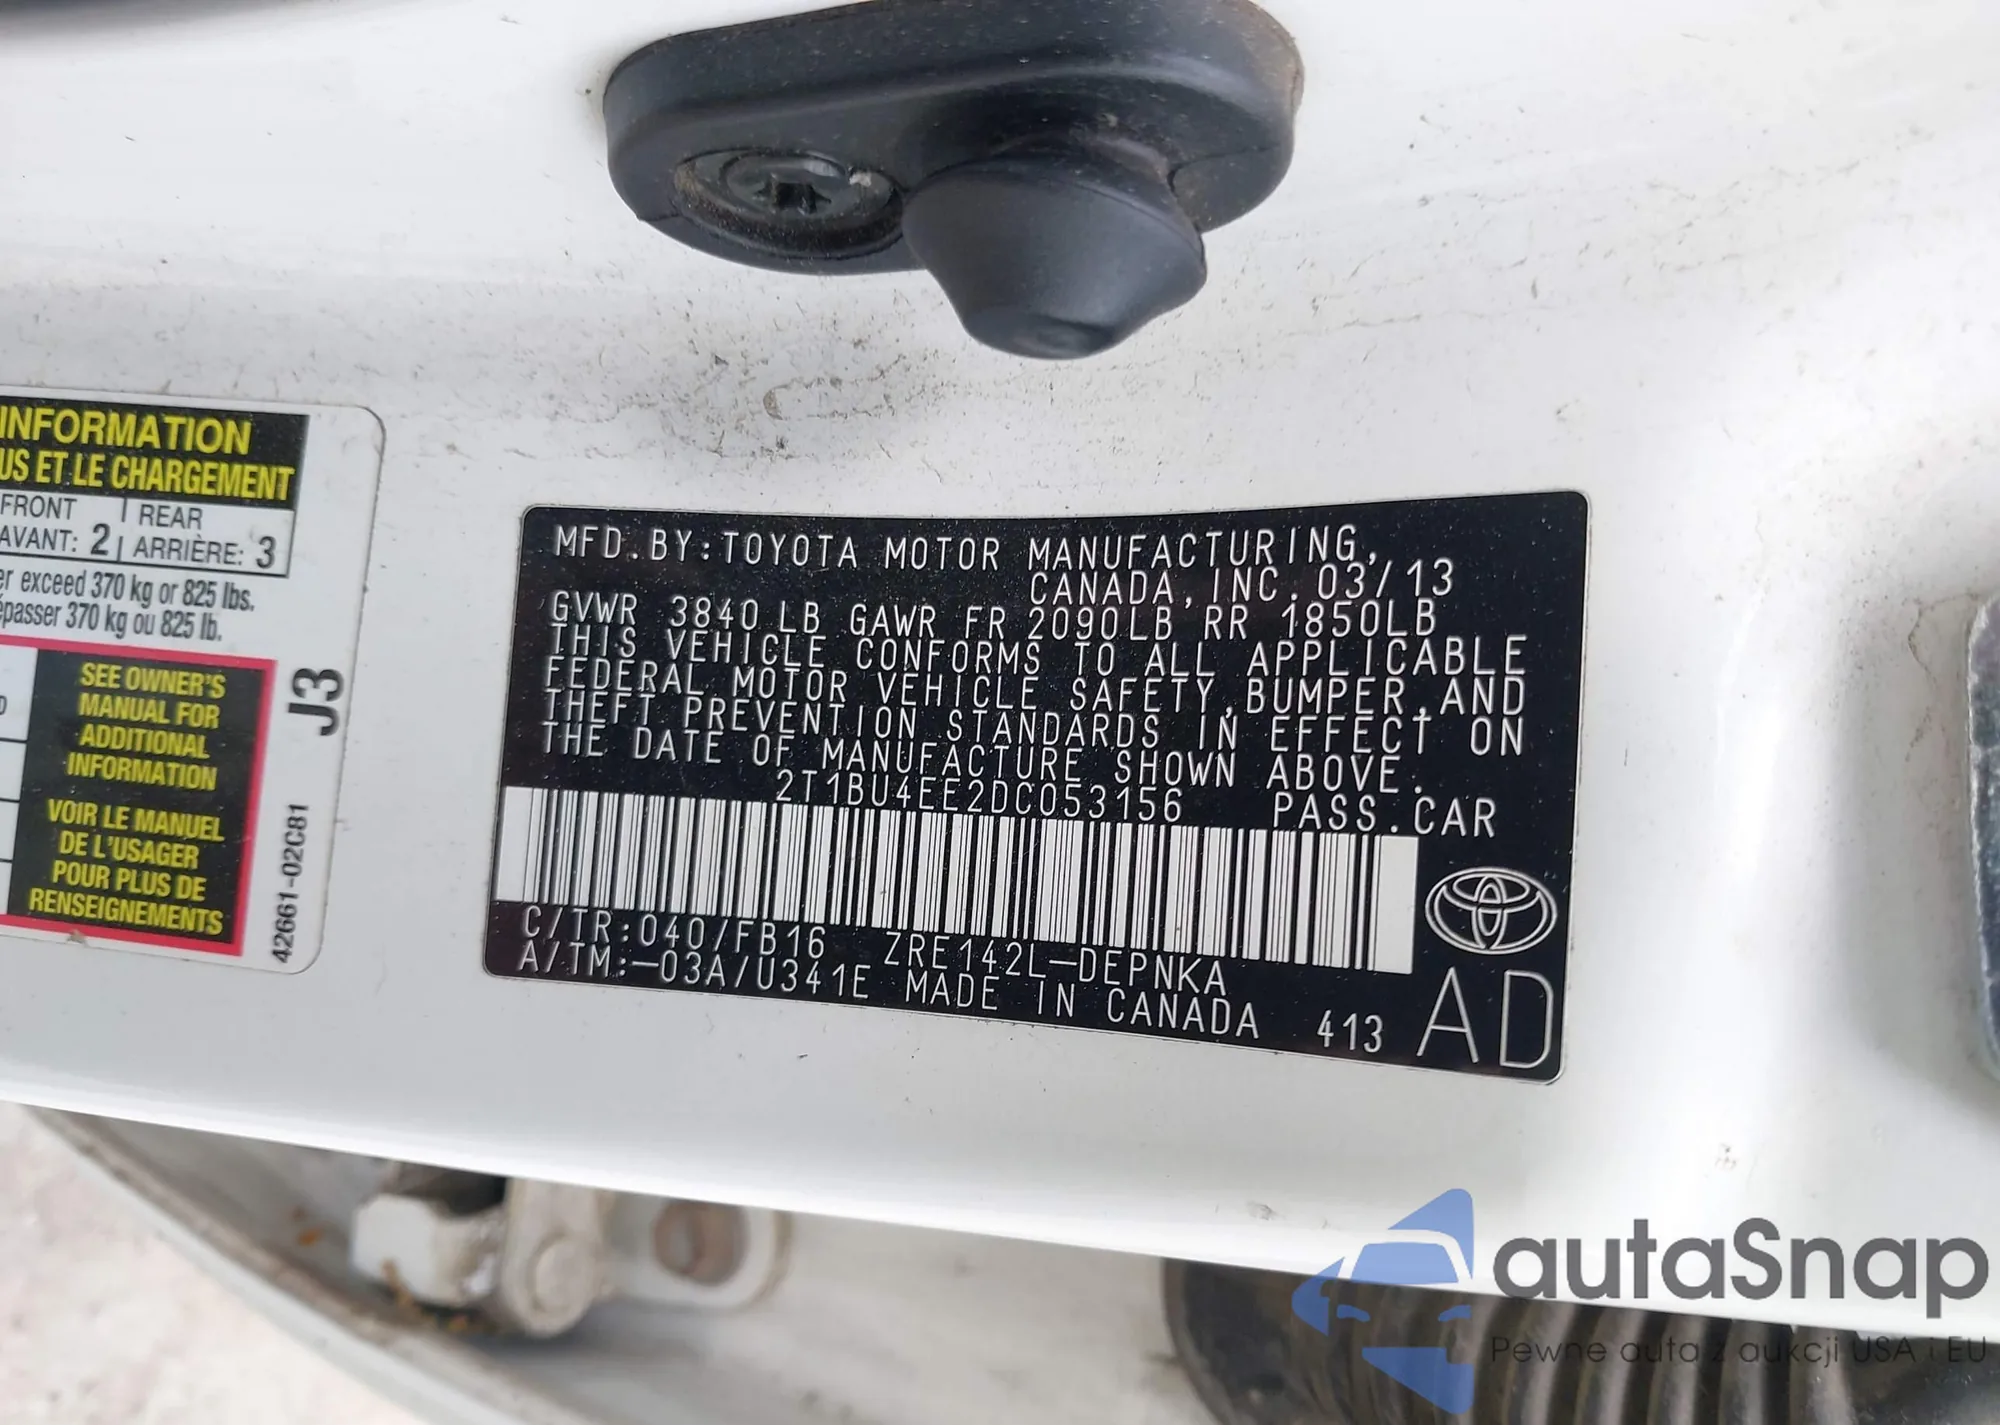 INFORMATION
US ET LE CHARGEMENT
FRONT REAR
AVANT: 2 ARRIÈRE: 3
er exceed 370 kg or 825 lbs.
épasser 370 kg ou 825 lb.
SEE OWNER'S
MANUAL FOR
ADDITIONAL
INFORMATION
VOIR LE MANUEL
DE L'USAGER
POUR PLUS DE
RENSEIGNEMENTS
J3
42661-02C81
MFD.BY:TOYOTA MOTOR MANUFACTURING,
CANADA,INC.03/13
GVWR 3840LB GAWR FR 2090LB RR 1850LB
THIS VEHICLE CONFORMS TO ALL APPLICABLE
FEDERAL MOTOR VEHICLE SAFETY,BUMPER,AND
THEFT PREVENTION STANDARDS IN EFFECT ON
THE DATE OF MANUFACTURE SHOWN ABOVE.
2T1BU4EE2DC053156 PASS.CAR
C/TR:040/FB16 ZRE142L-DEPNKA
A/TM:-03A/U341E MADE IN CANADA 413
AD
autaSnap
Pewne auta z aukcji USA i EU